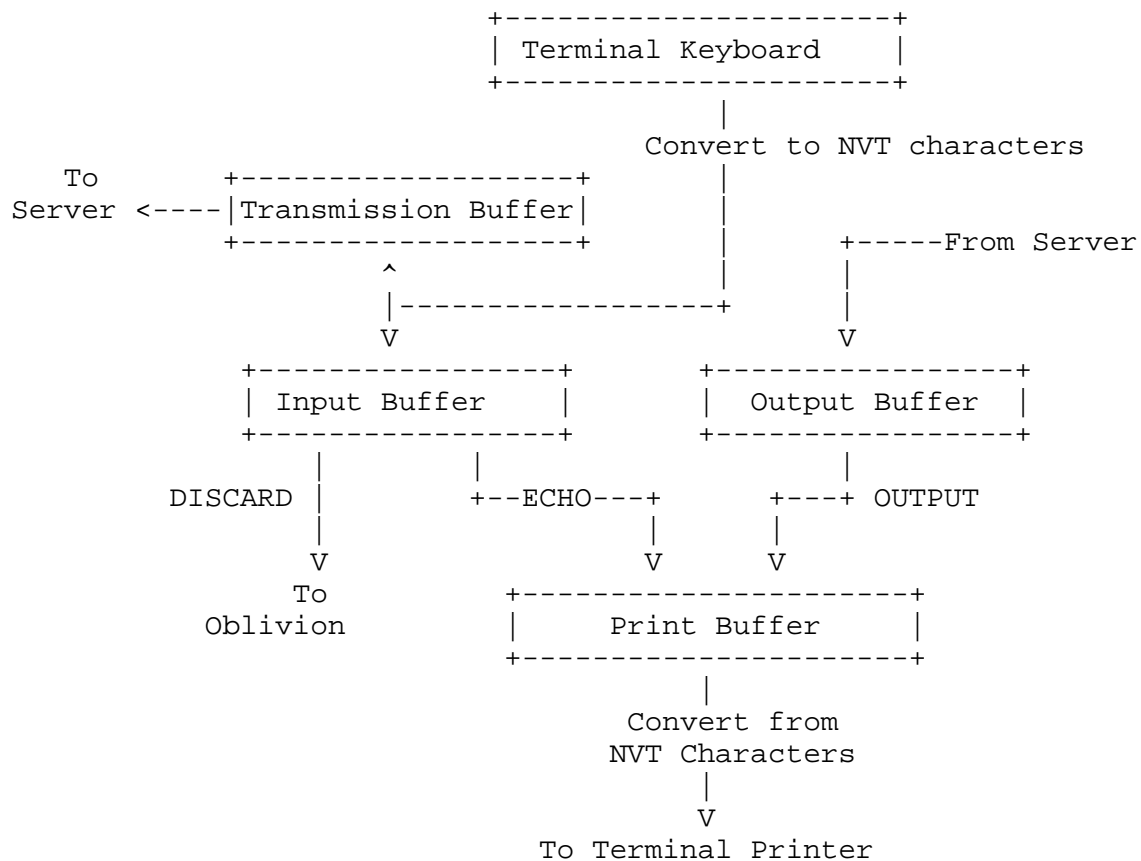 Terminal Keyboard
Convert to NVT characters
To
Server <----
Transmission Buffer
From Server
Input Buffer
Output Buffer
DISCARD
ECHO
OUTPUT
To
Oblivion
Print Buffer
Convert from
NVT Characters
To Terminal Printer